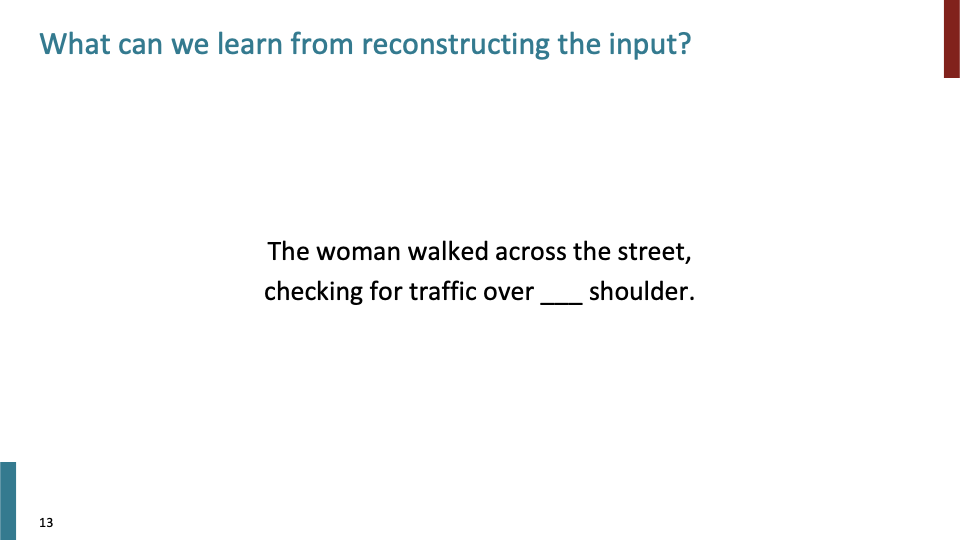 What can we learn from reconstructing the input?
The woman walked across the street,
checking for traffic over ___ shoulder.
13